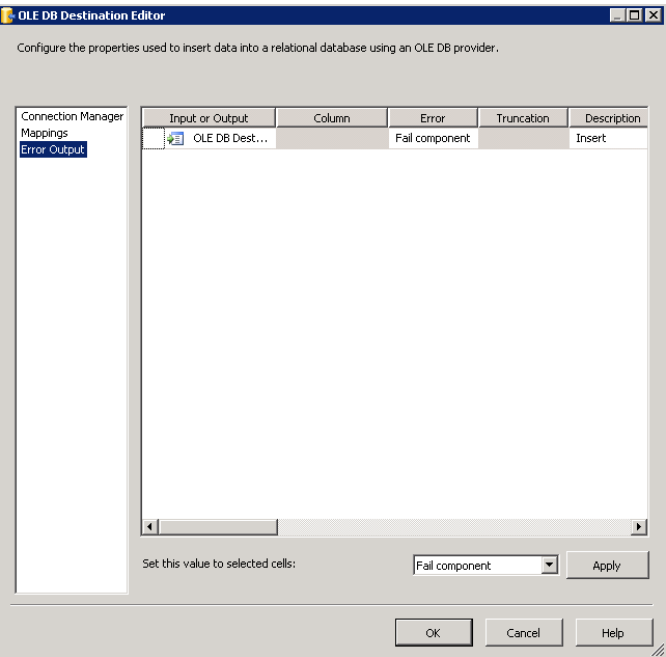 OLE DB Destination Editor
Configure the properties used to insert data into a relational database using an OLE DB provider.
Connection Manager
Mappings
Error Output
Input or Output Column Error Truncation Description
OLE DB Dest... Fail component Insert
Set this value to selected cells: Fail component Apply
OK Cancel Help